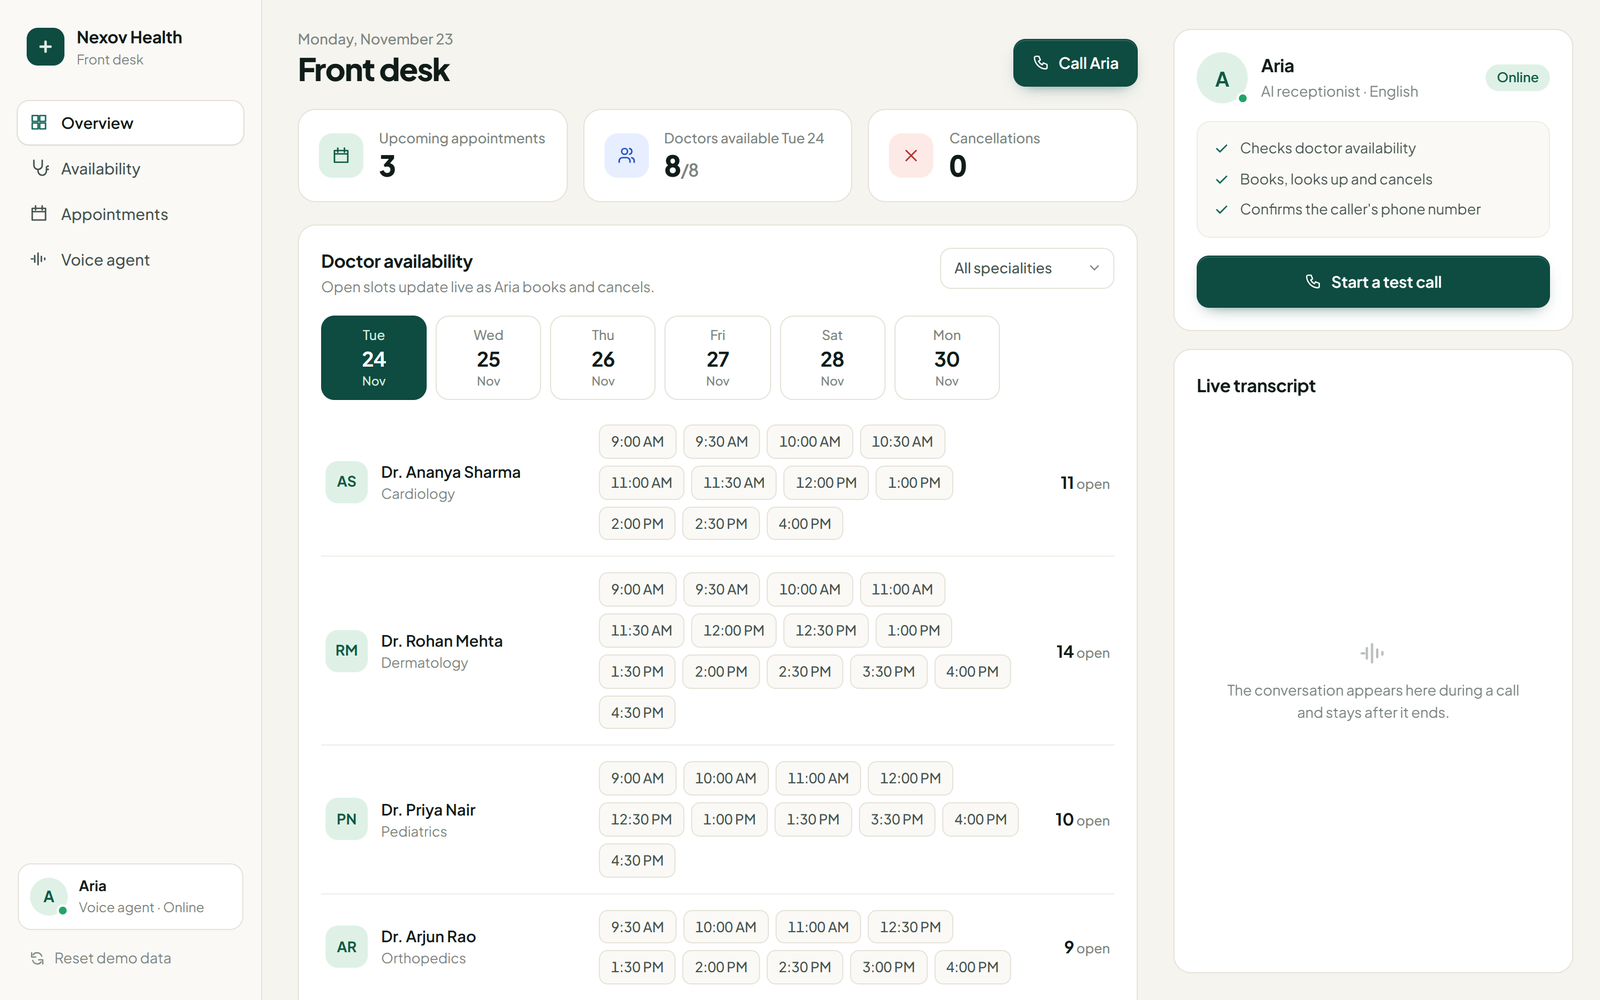 Nexov Health
Front desk
Overview
Availability
Appointments
Voice agent
A
Aria
Voice agent · Online
Reset demo data
Monday, November 23
Front desk
Call Aria
Upcoming appointments
3
Doctors available Tue 24
8/8
Cancellations
0
Doctor availability
Open slots update live as Aria books and cancels.
All specialities
Tue
24
Nov
Wed
25
Nov
Thu
26
Nov
Fri
27
Nov
Sat
28
Nov
Mon
30
Nov
AS
Dr. Ananya Sharma
Cardiology
9:00 AM 9:30 AM 10:00 AM 10:30 AM
11:00 AM 11:30 AM 12:00 PM 1:00 PM
2:00 PM 2:30 PM 4:00 PM
11 open
RM
Dr. Rohan Mehta
Dermatology
9:00 AM 9:30 AM 10:00 AM 11:00 AM
11:30 AM 12:00 PM 12:30 PM 1:00 PM
1:30 PM 2:00 PM 2:30 PM 3:30 PM 4:00 PM
4:30 PM
14 open
PN
Dr. Priya Nair
Pediatrics
9:00 AM 10:00 AM 11:00 AM 12:00 PM
12:30 PM 1:00 PM 1:30 PM 3:30 PM 4:00 PM
4:30 PM
10 open
AR
Dr. Arjun Rao
Orthopedics
9:30 AM 10:00 AM 11:00 AM 12:30 PM
1:30 PM 2:00 PM 2:30 PM 3:00 PM 4:00 PM
9 open
A
Aria
AI receptionist · English
Online
Checks doctor availability
Books, looks up and cancels
Confirms the caller's phone number
Start a test call
Live transcript
The conversation appears here during a call
and stays after it ends.